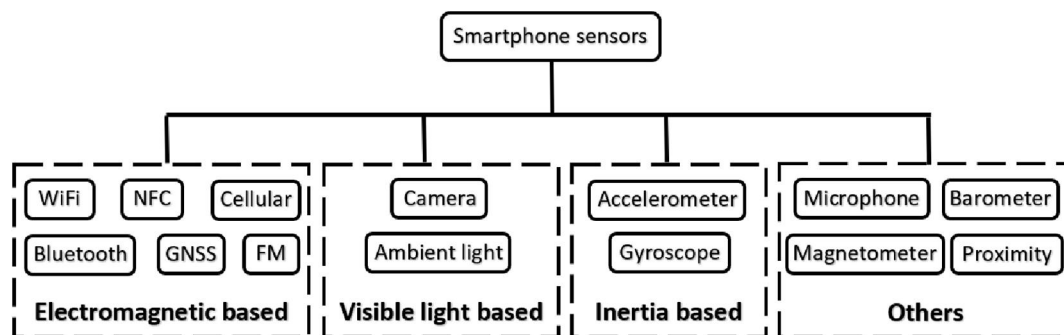 Smartphone sensors
WiFi NFC Cellular
Bluetooth GNSS FM
Electromagnetic based
Camera
Ambient light
Visible light based
Accelerometer
Gyroscope
Inertia based
Microphone Barometer
Magnetometer Proximity
Others